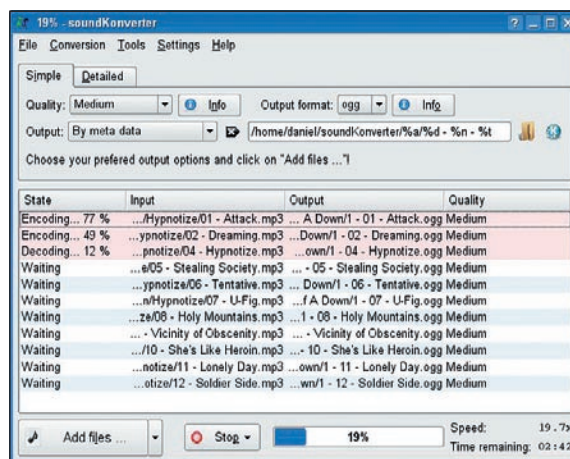 19% - soundKonverter
File Conversion Tools Settings Help
Simple Detailed
Quality: Medium Info Output format: ogg Info
Output: By meta data /home/daniel/soundKonverter/%a/%d - %n - %t
Choose your prefered output options and click on "Add files ..."!
State Input Output Quality
Encoding... 77 % .../Hypnotize/01 - Attack.mp3 ... A Down/1 - 01 - Attack.ogg Medium
Encoding... 49 % ...ypnotize/02 - Dreaming.mp3 ...Down/1 - 02 - Dreaming.ogg Medium
Decoding... 12 % ...pnotize/04 - Hypnotize.mp3 ...own/1 - 04 - Hypnotize.ogg Medium
Waiting ...e/05 - Stealing Society.mp3 ... - 05 - Stealing Society.ogg Medium
Waiting ...ypnotize/06 - Tentative.mp3 ... Down/1 - 06 - Tentative.ogg Medium
Waiting ...n/Hypnotize/07 - U-Fig.mp3 ...f A Down/1 - 07 - U-Fig.ogg Medium
Waiting ...ze/08 - Holy Mountains.mp3 ...1 - 08 - Holy Mountains.ogg Medium
Waiting ... - Vicinity of Obscenity.mp3 ... - Vicinity of Obscenity.ogg Medium
Waiting .../10 - She's Like Heroin.mp3 ...- 10 - She's Like Heroin.ogg Medium
Waiting ...notize/11 - Lonely Day.mp3 ...own/1 - 11 - Lonely Day.ogg Medium
Waiting ...otize/12 - Soldier Side.mp3 ...wn/1 - 12 - Soldier Side.ogg Medium
Add files ... Stop 19% Speed: 19.7x
Time remaining: 02:42